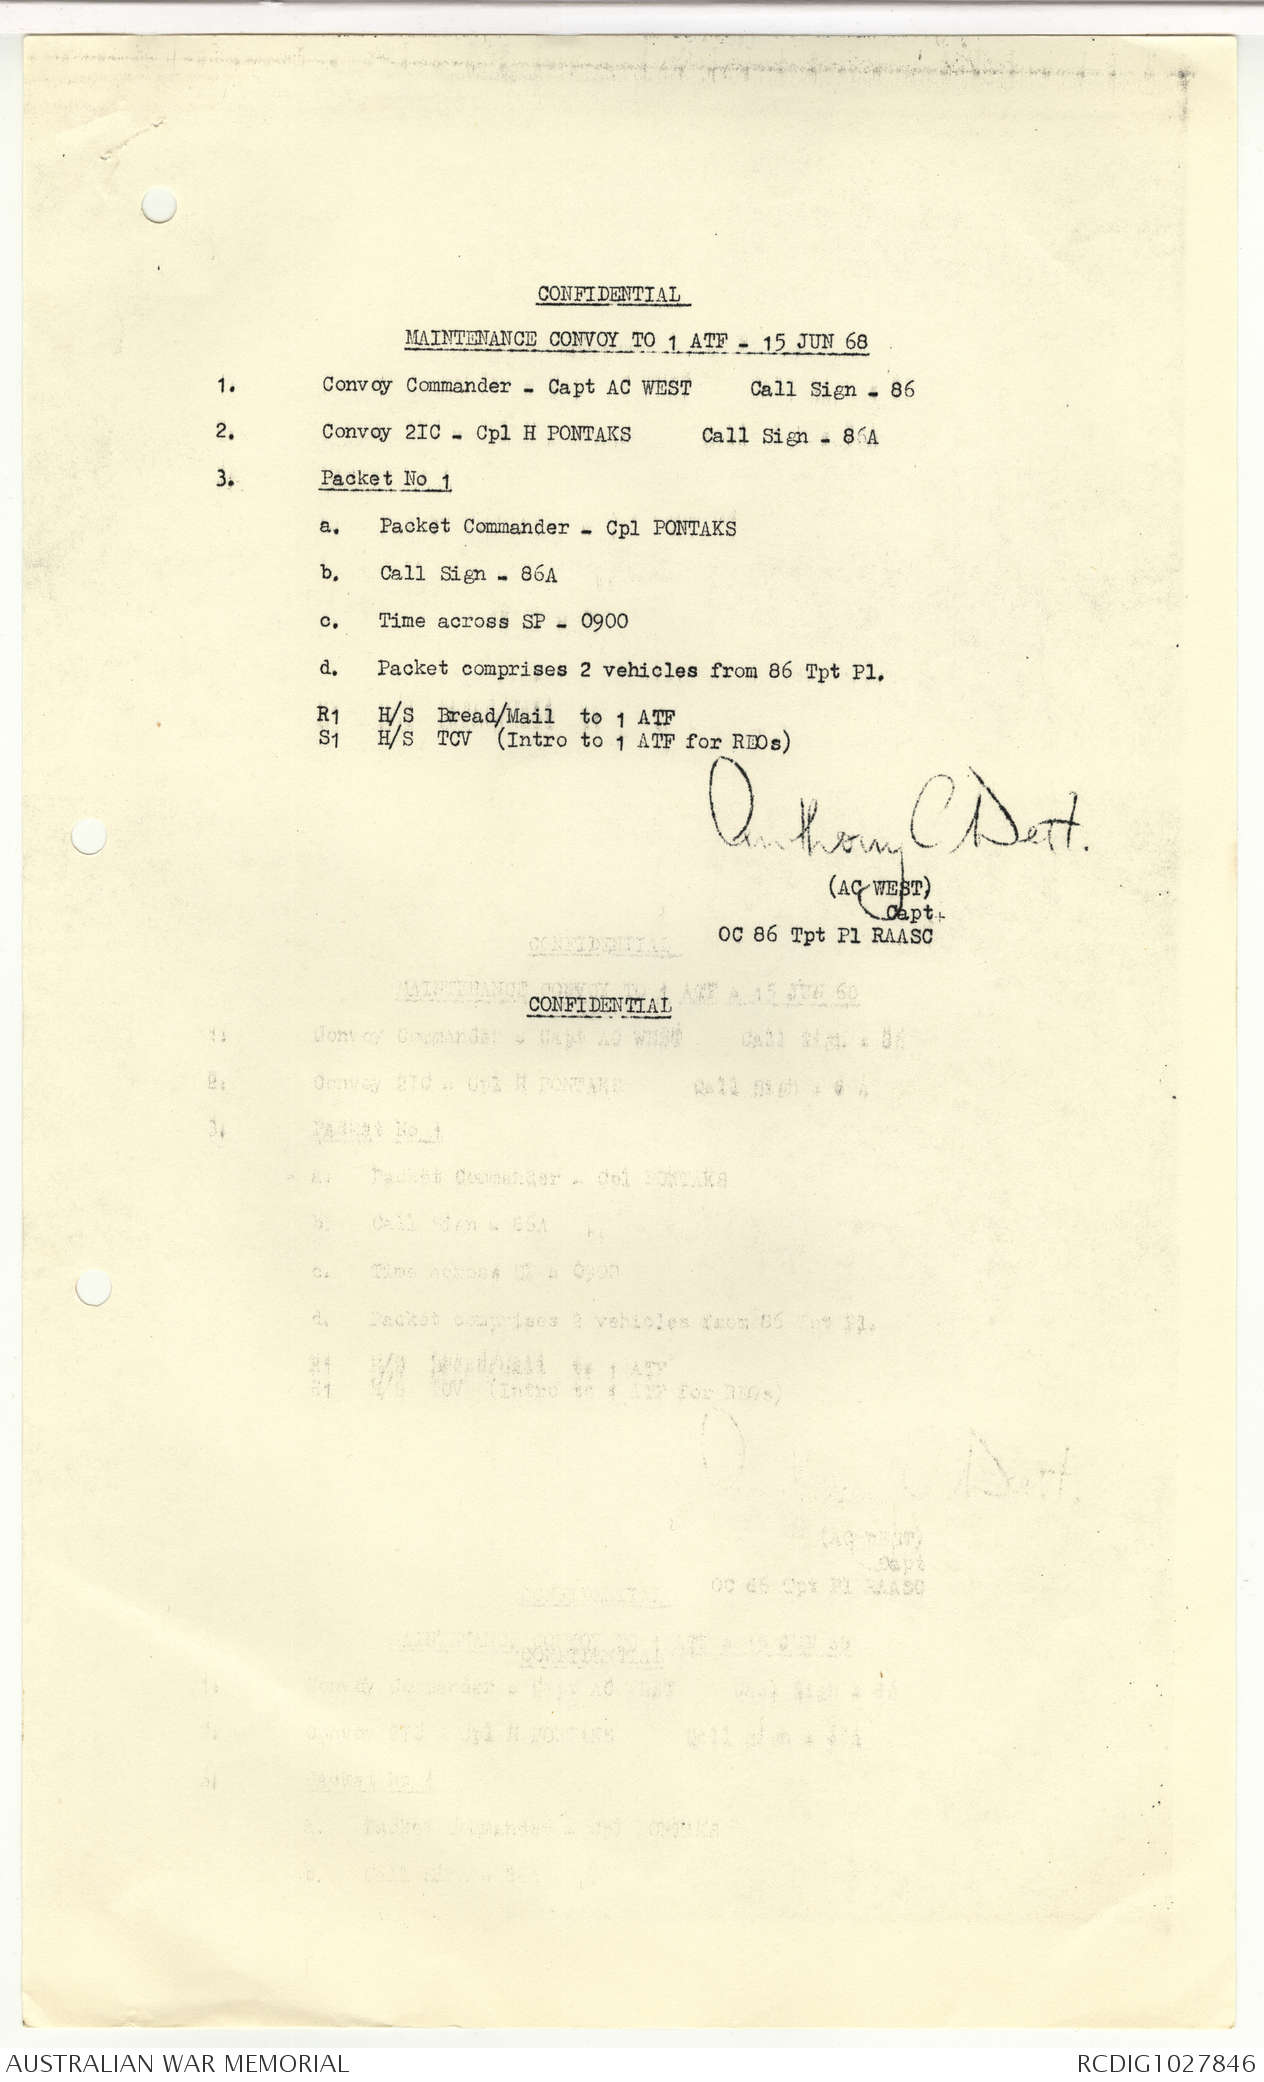 CONFIDENTIAL
MAINTENANCE CONVOY TO 1 ATF - 15 JUN 68
1. Convoy Commander - Capt AC WEST Call Sign - 86
2. Convoy 2IC - Cpl H PONTAKS Call Sign - 86A
3. Packet No 1
a. Packet Commander - Cpl PONTAKS
b. Call Sign - 86A
c. Time across SP - 0900
d. Packet comprises 2 vehicles from 86 Tpt Pl.
R1 H/S Bread/Mail to 1 ATF
S1 H/S TCV (Intro to 1 ATF for REOs)
Anthony C West.
(AC WEST)
Capt
OC 86 Tpt Pl RAASC
CONFIDENTIAL
AUSTRALIAN WAR MEMORIAL
RCDIG1027846